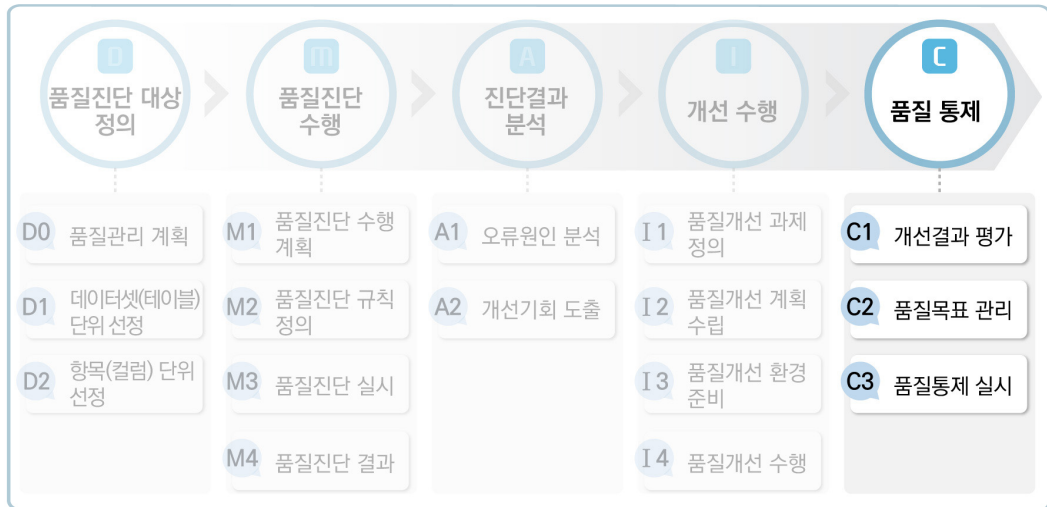 D
품질진단 대상
정의
m
품질진단
수행
A
진단결과
분석
I
개선 수행
C
품질 통제
D0 품질관리 계획
D1 데이터셋(테이블)
단위 선정
D2 항목(컬럼) 단위
선정
M1 품질진단 수행
계획
M2 품질진단 규칙
정의
M3 품질진단 실시
M4 품질진단 결과
A1 오류원인 분석
A2 개선기회 도출
I 1 품질개선 과제
정의
I 2 품질개선 계획
수립
I 3 품질개선 환경
준비
I 4 품질개선 수행
C1 개선결과 평가
C2 품질목표 관리
C3 품질통제 실시